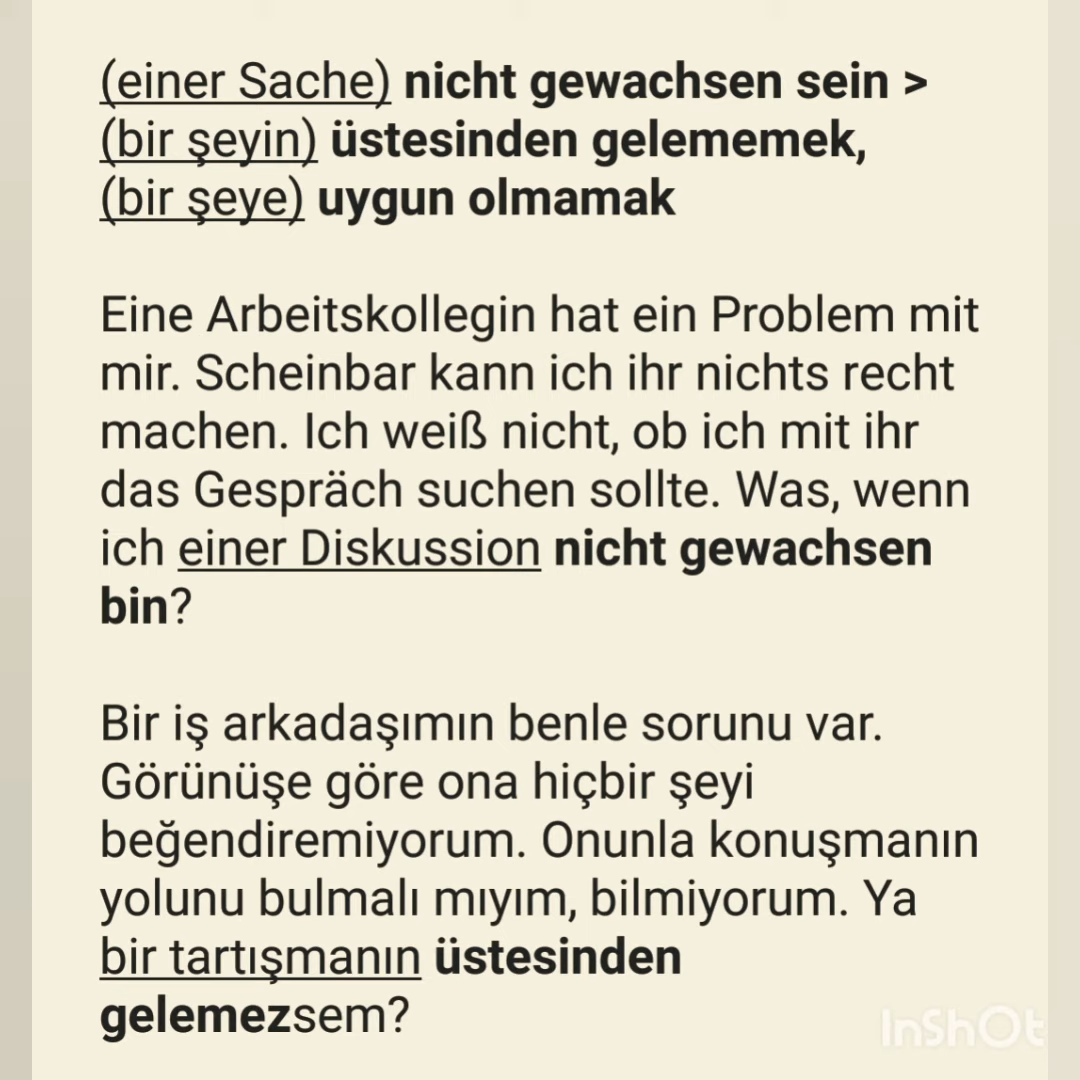 (einer Sache) nicht gewachsen sein >
(bir şeyin) üstesinden gelememek,
(bir şeye) uygun olmamak
Eine Arbeitskollegin hat ein Problem mit
mir. Scheinbar kann ich ihr nichts recht
machen. Ich weiß nicht, ob ich mit ihr
das Gespräch suchen sollte. Was, wenn
ich einer Diskussion nicht gewachsen
bin?
Bir iş arkadaşımın benle sorunu var.
Görünüşe göre ona hiçbir şeyi
beğendiremiyorum. Onunla konuşmanın
yolunu bulmalı mıyım, bilmiyorum. Ya
bir tartışmanın üstesinden
gelemezsem?
InShOt